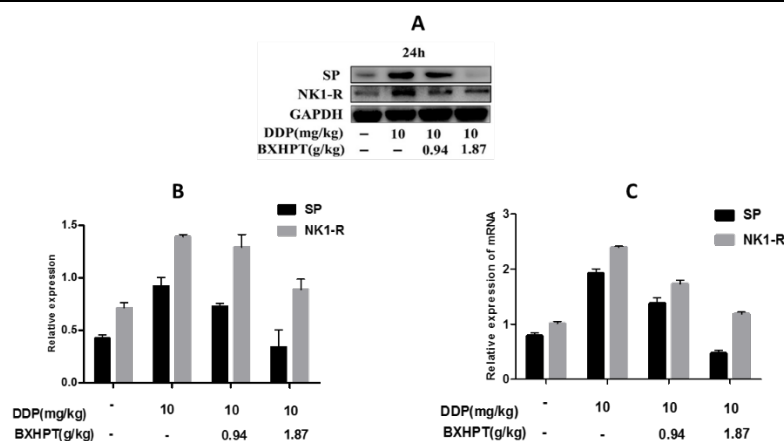 A
24h
SP
NK1-R
GAPDH
DDP(mg/kg) – 10 10 10
BXHPT(g/kg) – – 0.94 1.87
B
SP
NK1-R
Relative expression
1.5
1.0
0.5
0.0
DDP(mg/kg) - 10 10 10
BXHPT(g/kg) - - 0.94 1.87
C
SP
NK1-R
Relative expression of mRNA
3
2
1
0
DDP(mg/kg) - 10 10 10
BXHPT(g/kg) - - 0.94 1.87